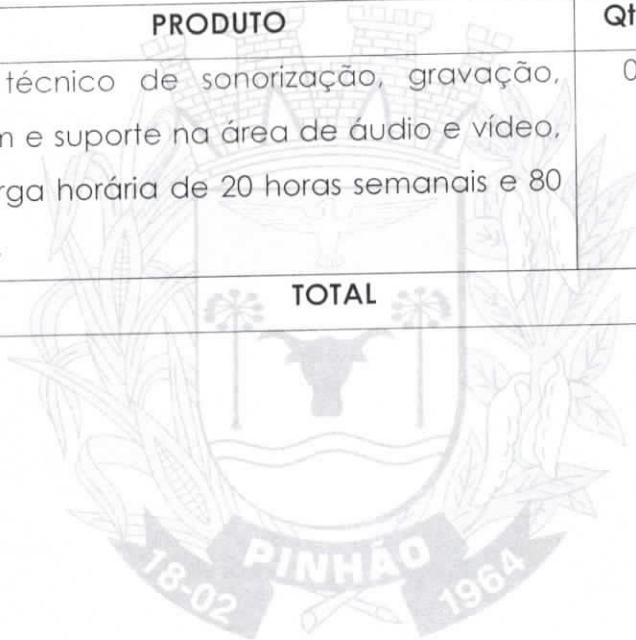 PRODUTO Qt
técnico de sonorização, gravação, 0
m e suporte na área de áudio e vídeo,
rga horária de 20 horas semanais e 80
TOTAL
PINHÃO
18-02 1964